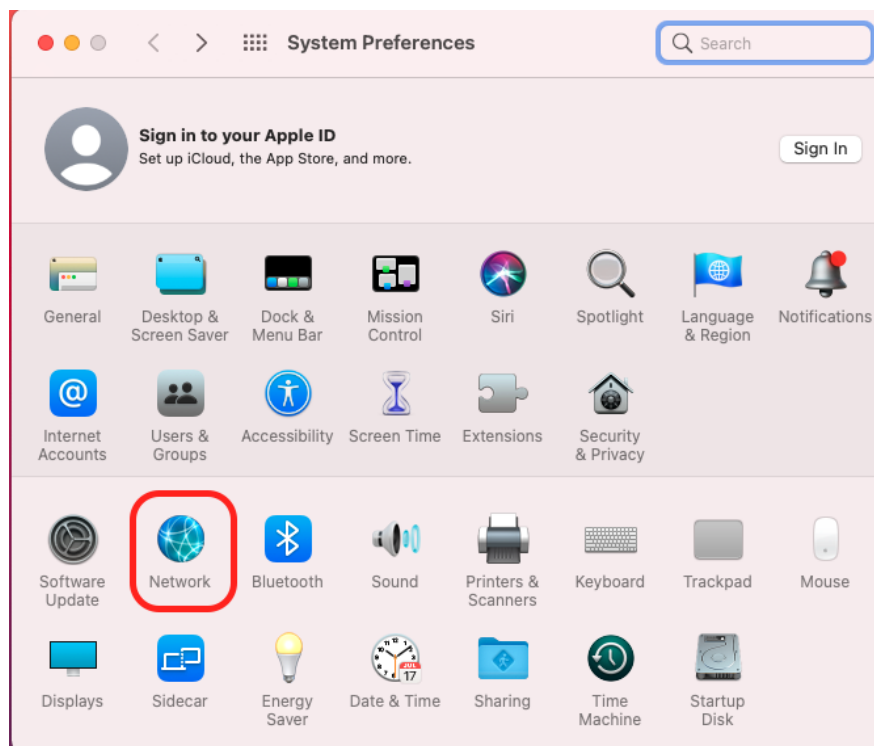 System Preferences
Search
Sign in to your Apple ID
Set up iCloud, the App Store, and more.
Sign In
General
Desktop &
Screen Saver
Dock &
Menu Bar
Mission
Control
Siri
Spotlight
Language
& Region
Notifications
Internet
Accounts
Users &
Groups
Accessibility
Screen Time
Extensions
Security
& Privacy
Software
Update
Network
Bluetooth
Sound
Printers &
Scanners
Keyboard
Trackpad
Mouse
Displays
Sidecar
Energy
Saver
JUL
17
Date & Time
Sharing
Time
Machine
Startup
Disk